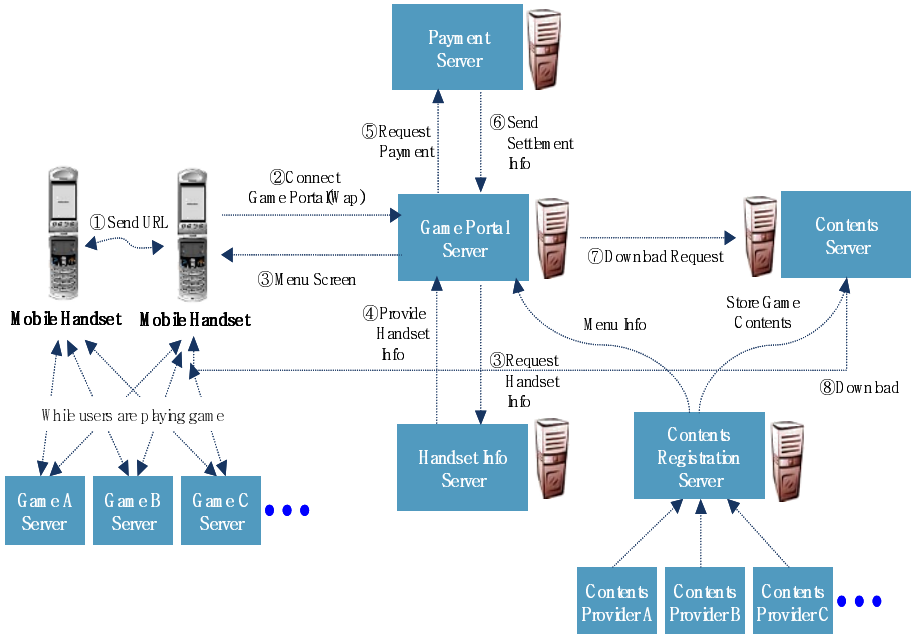 Payment
Server
⑤Request
Payment
⑥Send
Settlement
Info
②Connect
Game Portal(Wap)
①Send URL
Game Portal
Server
Contents
Server
⑦Download Request
③Menu Screen
Mobile Handset
Mobile Handset
④Provide
Handset
Info
Menu Info
Store Game
Contents
③Request
Handset
Info
⑧Download
While users are playing game
Handset Info
Server
Contents
Registration
Server
Game A
Server
Game B
Server
Game C
Server
Contents
Provider A
Contents
Provider B
Contents
Provider C